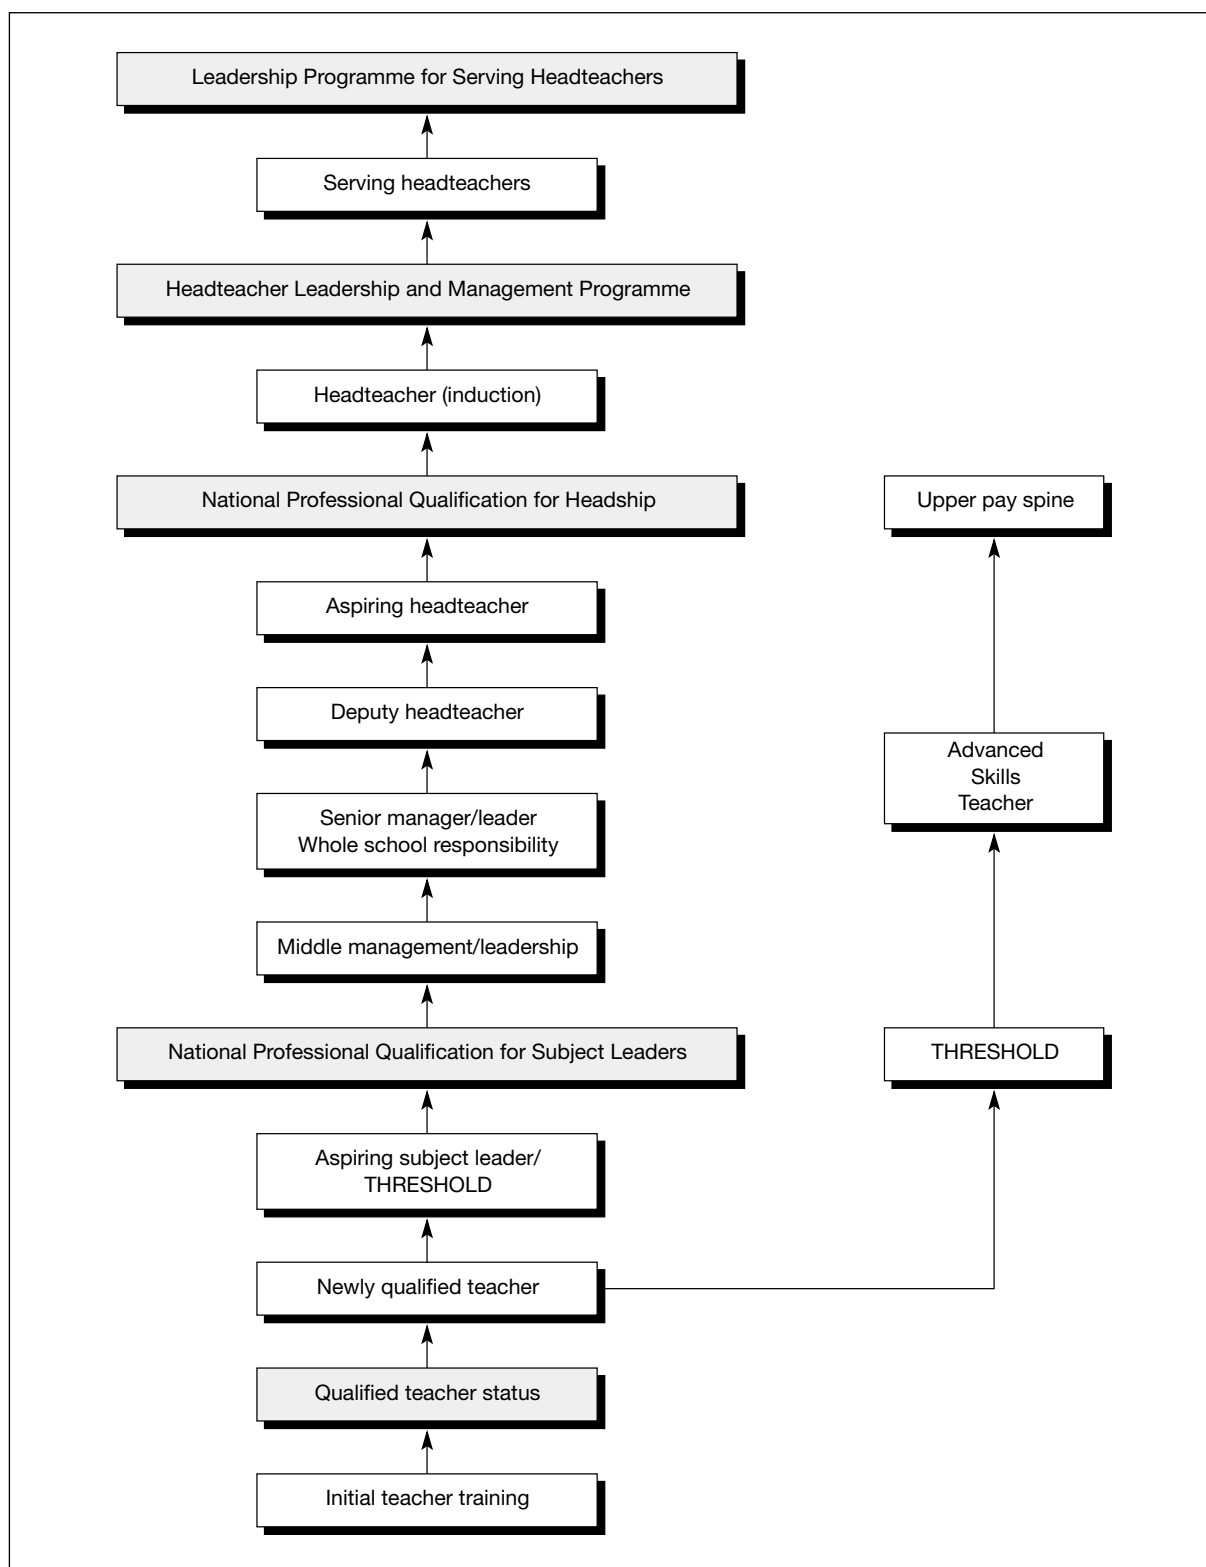 Leadership Programme for Serving Headteachers
Serving headteachers
Headteacher Leadership and Management Programme
Headteacher (induction)
National Professional Qualification for Headship
Aspiring headteacher
Deputy headteacher
Senior manager/leader
Whole school responsibility
Middle management/leadership
National Professional Qualification for Subject Leaders
Aspiring subject leader/
THRESHOLD
Newly qualified teacher
Qualified teacher status
Initial teacher training
Upper pay spine
Advanced
Skills
Teacher
THRESHOLD